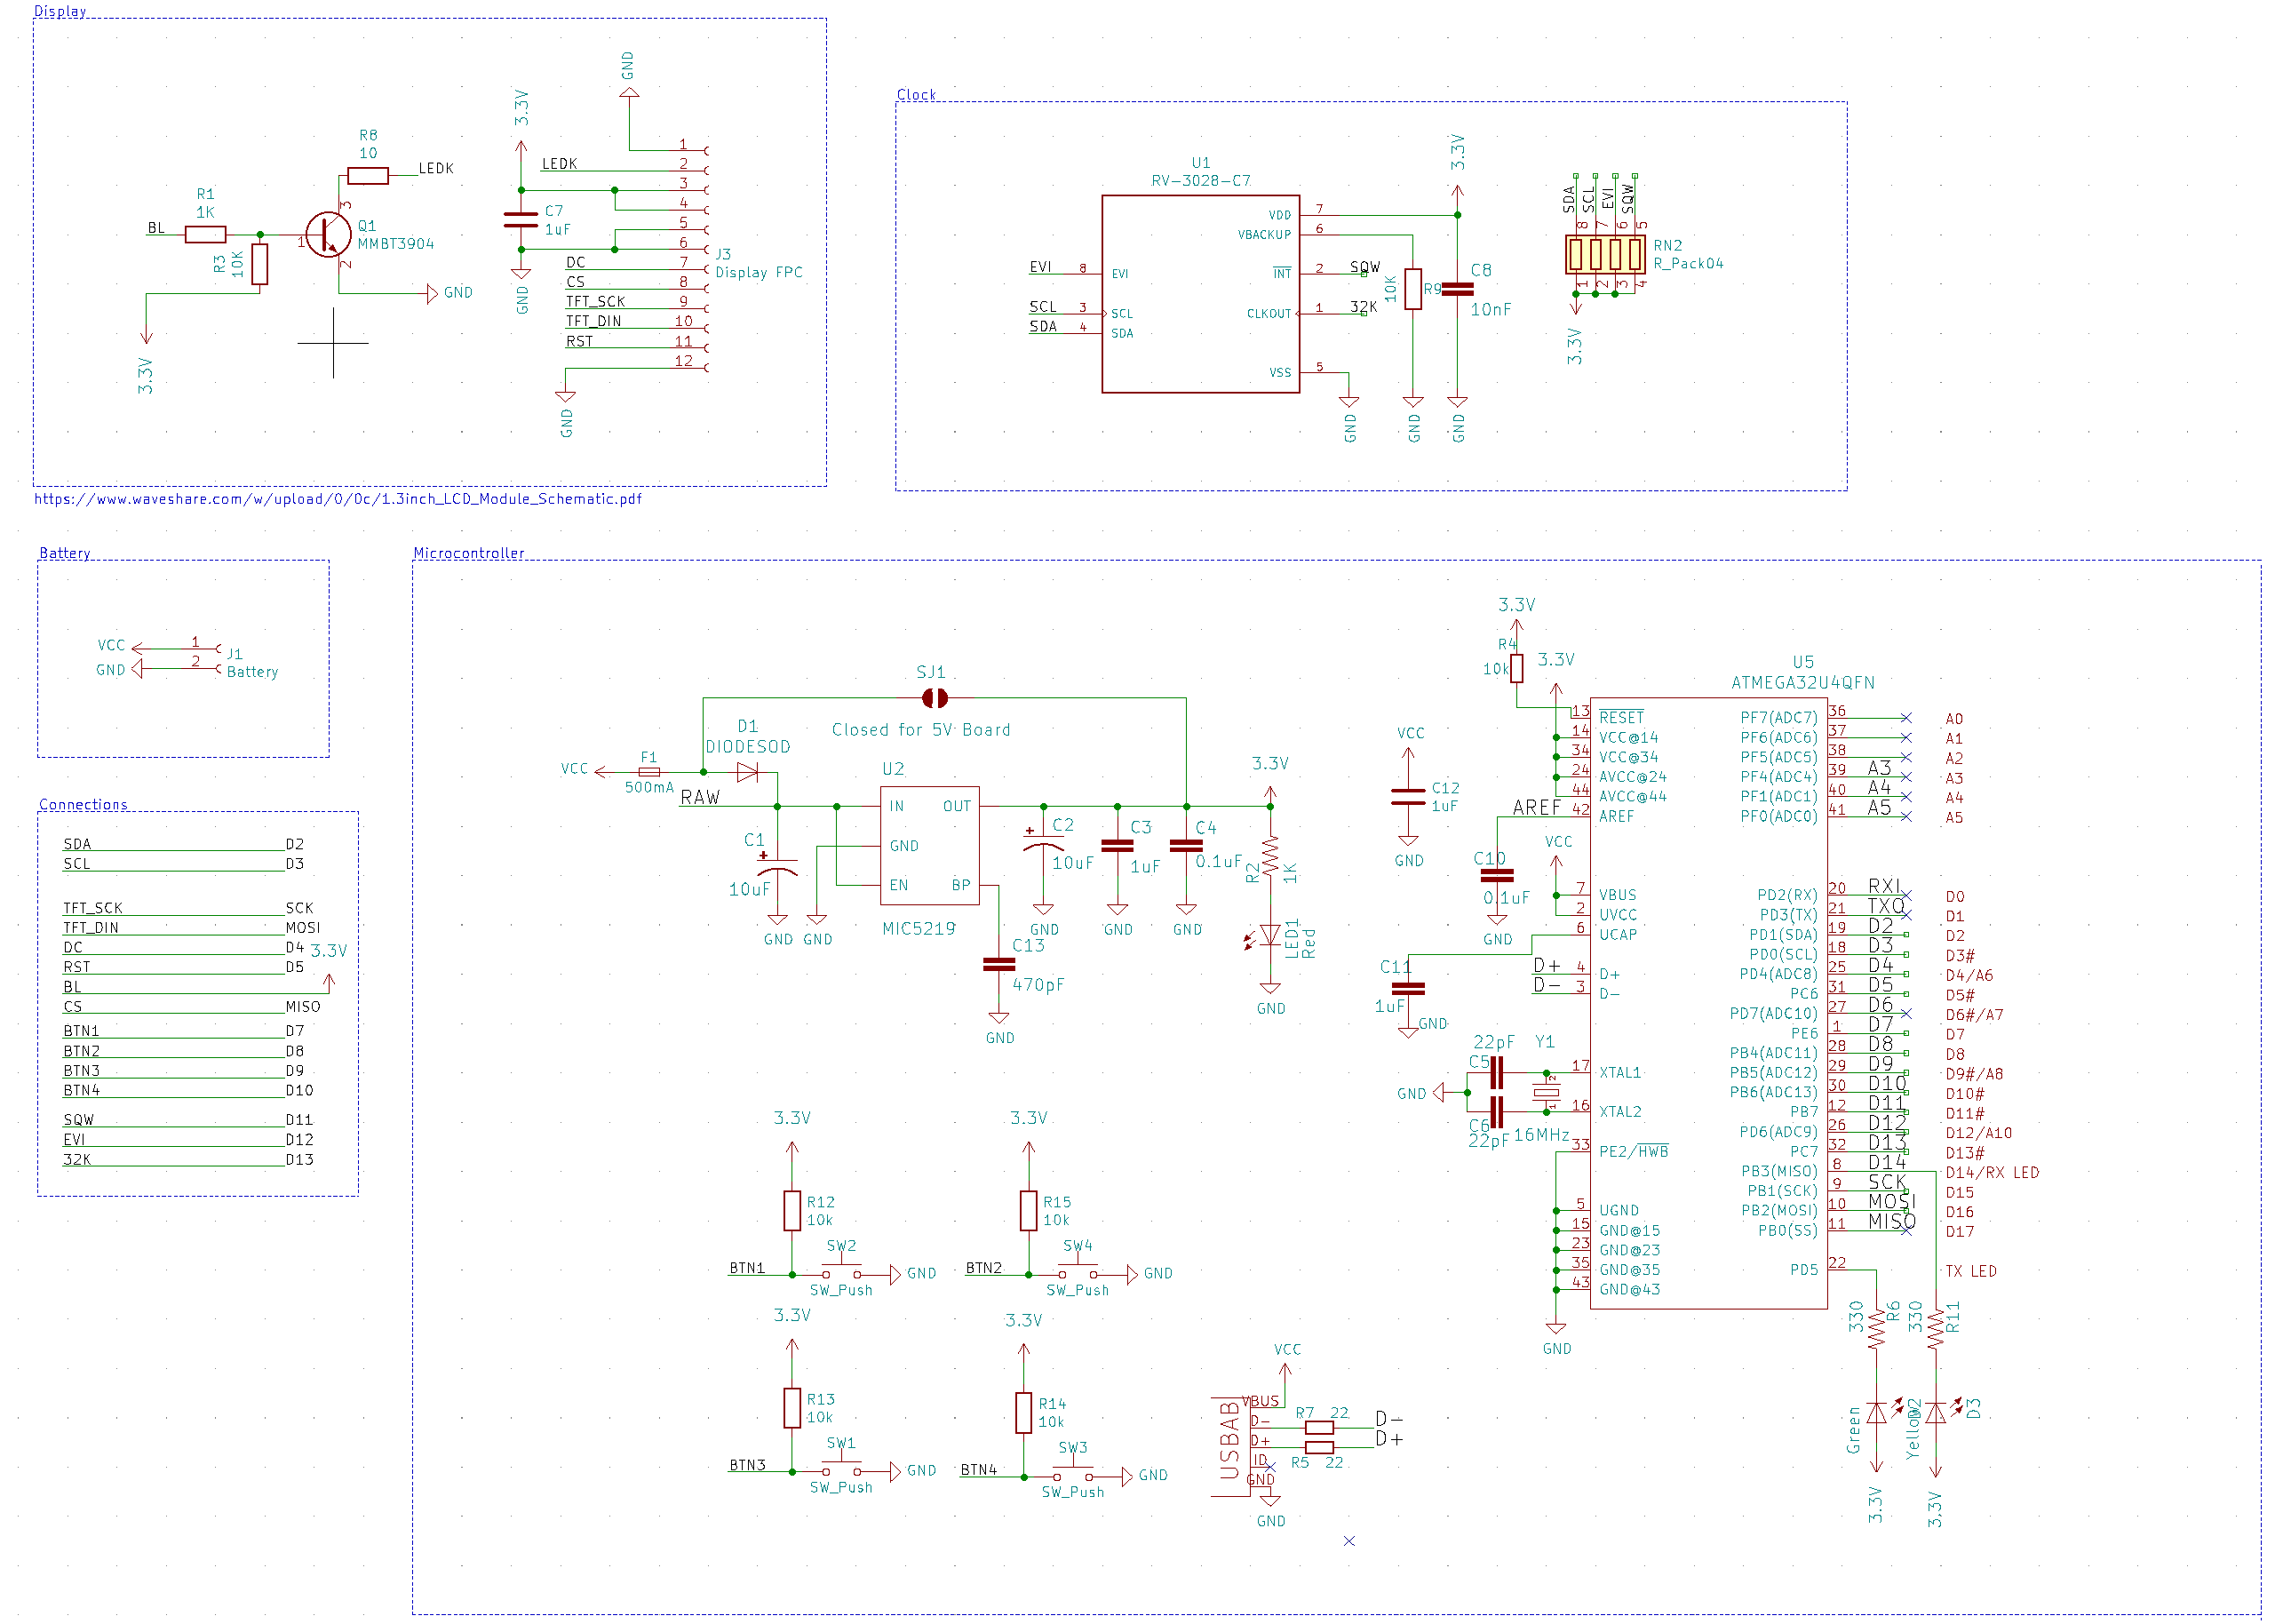 Display
GND
3.3V
R8
10
LEDK
R1
1K
BL
R3
10K
1
3
2
Q1
MMBT3904
GND
3.3V
C7
1uF
GND
LEDK
DC
CS
TFT_SCK
TFT_DIN
RST
1
2
3
4
5
6
7
8
9
10
11
12
J3
Display FPC
GND
https://www.waveshare.com/w/upload/0/0c/1.3inch_LCD_Module_Schematic.pdf
Clock
U1
RV-3028-C7
EVI 8 EVI
SCL 3 SCL
SDA 4 SDA
VDD 7
VBACKUP 6
INT 2 SQW
CLKOUT 1 32K
VSS 5
3.3V
10K
R9
C8
10nF
GND
GND
GND
SDA
SCL
EVI
SQW
8
7
6
5
RN2
R_Pack04
1
2
3
4
3.3V
Battery
VCC 1
GND 2
J1
Battery
Connections
SDA D2
SCL D3
TFT_SCK SCK
TFT_DIN MOSI
DC D4
3.3V
RST D5
BL
CS MISO
BTN1 D7
BTN2 D8
BTN3 D9
BTN4 D10
SQW D11
EVI D12
32K D13
Microcontroller
SJ1
Closed for 5V Board
D1
DIODESOD
VCC
F1
500mA
RAW
U2
IN OUT
GND
EN BP
MIC5219
C1
10uF
GND
GND
C2
10uF
GND
C3
1uF
GND
C4
0.1uF
GND
C13
470pF
GND
3.3V
R2
1K
LED1
Red
GND
VCC
C12
1uF
GND
3.3V
R4
10k
3.3V
AREF
C10
0.1uF
GND
VCC
C11
1uF
GND
D+
D-
22pF
C5
Y1
2
1
GND
C6
22pF
16MHz
U5
ATMEGA32U4QFN
13 RESET
14 VCC@14
34 VCC@34
24 AVCC@24
44 AVCC@44
42 AREF
7 VBUS
2 UVCC
6 UCAP
4 D+
3 D-
17 XTAL1
16 XTAL2
33 PE2/HWB
5 UGND
15 GND@15
23 GND@23
35 GND@35
43 GND@43
GND
PF7(ADC7) 36 A0
PF6(ADC6) 37 A1
PF5(ADC5) 38 A2
PF4(ADC4) 39 A3 A3
PF1(ADC1) 40 A4 A4
PF0(ADC0) 41 A5 A5
PD2(RX) 20 RXI D0
PD3(TX) 21 TXO D1
PD1(SDA) 19 D2 D2
PD0(SCL) 18 D3 D3#
PD4(ADC8) 25 D4 D4/A6
PC6 31 D5 D5#
PD7(ADC10) 27 D6 D6#/A7
PE6 1 D7 D7
PB4(ADC11) 28 D8 D8
PB5(ADC12) 29 D9 D9#/A8
PB6(ADC13) 30 D10 D10#
PB7 12 D11 D11#
PD6(ADC9) 26 D12 D12/A10
PC7 32 D13 D13#
PB3(MISO) 8 D14 D14/RX LED
PB1(SCK) 9 SCK D15
PB2(MOSI) 10 MOSI D16
PB0(SS) 11 MISO D17
PD5 22 TX LED
330
R6
330
R11
Green
D2
Yellow
D3
3.3V
3.3V
3.3V
R12
10k
BTN1
SW2
SW_Push
GND
3.3V
R15
10k
BTN2
SW4
SW_Push
GND
3.3V
R13
10k
BTN3
SW1
SW_Push
GND
3.3V
R14
10k
BTN4
SW3
SW_Push
GND
USBAB
VCC
VBUS
D-
D+
ID
GND
R7 22
D-
D+
R5 22
GND